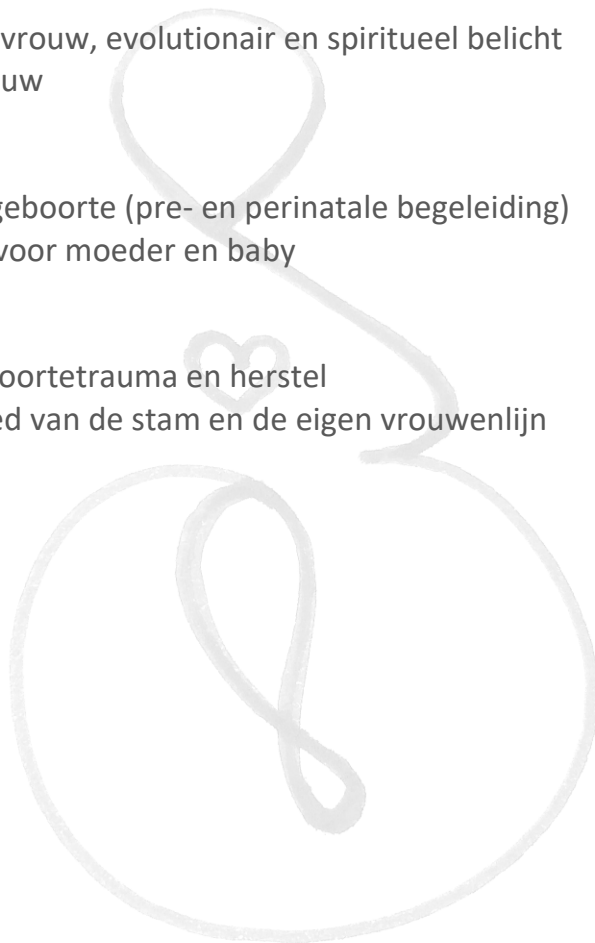 vrouw, evolutionair en spiritueel belicht
uw
geboorte (pre- en perinatale begeleiding)
voor moeder en baby
oortetrauma en herstel
ed van de stam en de eigen vrouwenlijn